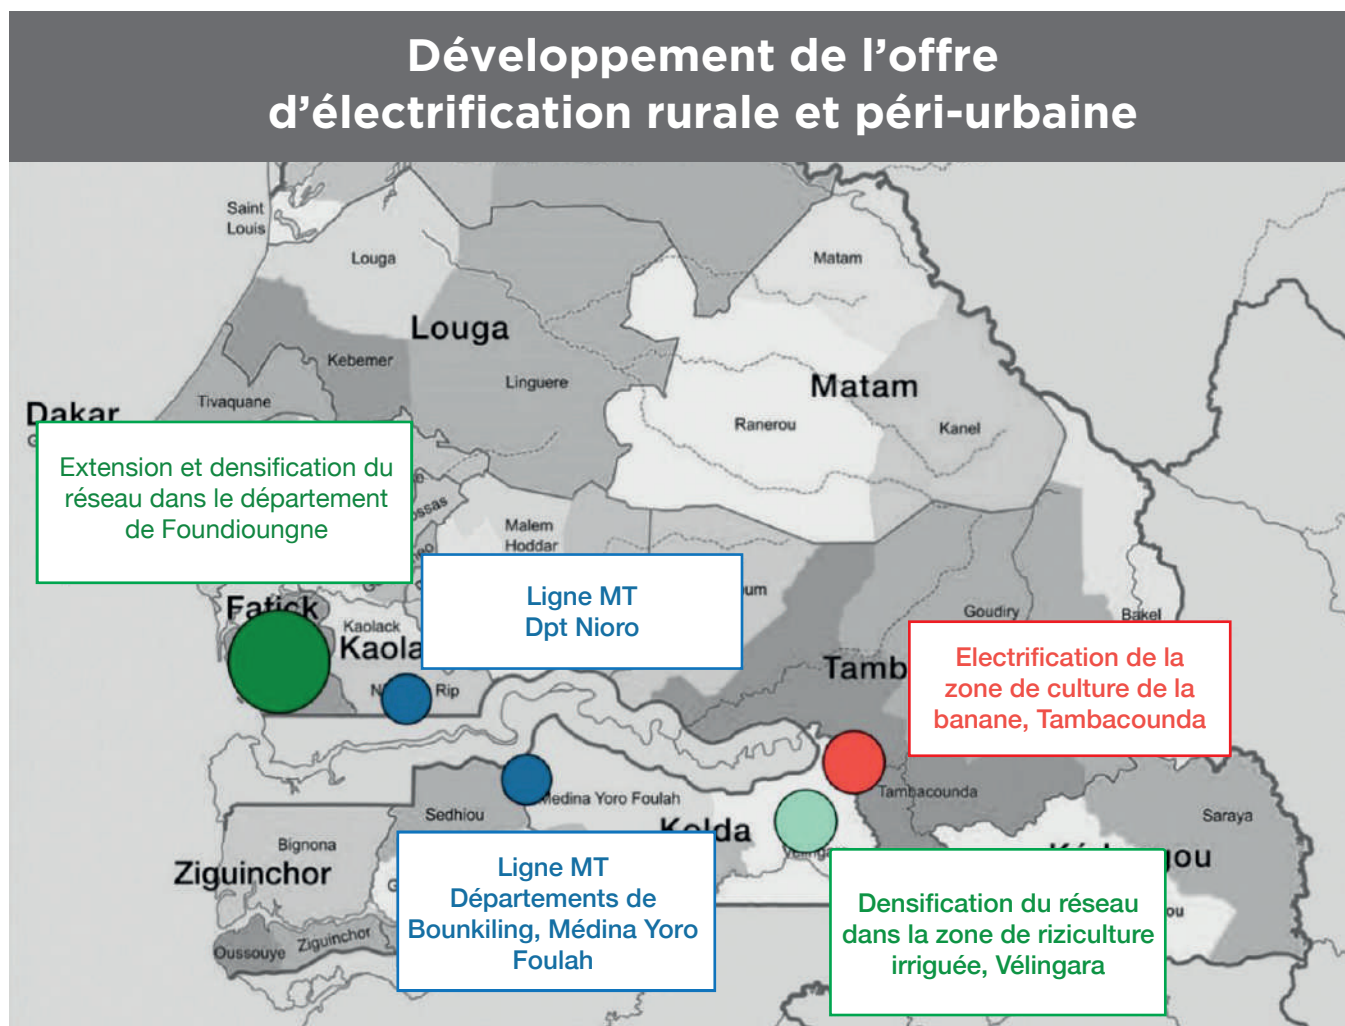 Développement de l’offre
d’électrification rurale et péri-urbaine
Saint
Louis
Louga
Matam
Louga
Kebemer
Linguere
Matam
Tivaquane
Ranerou
Kanel
Dakar
Extension et densification du
réseau dans le département
de Foundioungne
Malem
Hoddar
Ligne MT
Dpt Nioro
Goudiry
Bakel
Fatick
Kaolack
Rip
Electrification de la
zone de culture de la
banane, Tambacounda
Medina Yoro Foulah
Tambacounda
Sedhiou
Saraya
Kolda
Bignona
Ziguinchor
Ligne MT
Départements de
Bounkiling, Médina Yoro
Foulah
Densification du réseau
dans la zone de riziculture
irriguée, Vélingara
Oussouye
Ziguinchor